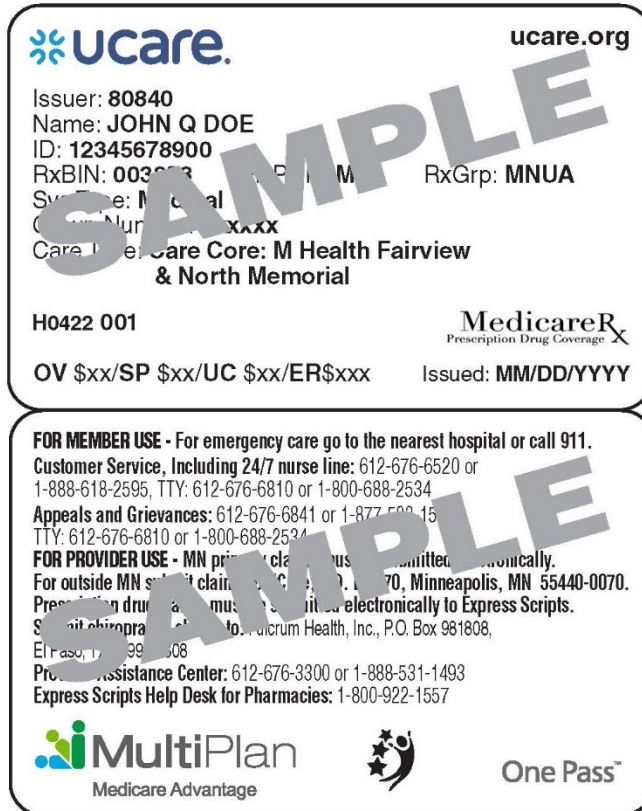 ucare.
ucare.org
SAMPLE
Issuer: 80840
Name: JOHN Q DOE
ID: 12345678900
RxBIN: RxGrp: MNUA
Care Core: M Health Fairview
& North Memorial
H0422 001
MedicareRx
Prescription Drug Coverage
OV $xx/SP $xx/UC $xx/ER$xxx Issued: MM/DD/YYYY
FOR MEMBER USE - For emergency care go to the nearest hospital or call 911.
Customer Service, Including 24/7 nurse line: 612-676-6520 or
1-888-618-2595, TTY: 612-676-6810 or 1-800-688-2534
SAMPLE
Appeals and Grievances: 612-676-6841 or
TTY: 612-676-6810 or
FOR PROVIDER USE - MN
For outside MN Minneapolis, MN 55440-0070.
electronically to Express Scripts.
Health, Inc., P.O. Box 981808,
El Paso,
Assistance Center: 612-676-3300 or 1-888-531-1493
Express Scripts Help Desk for Pharmacies: 1-800-922-1557
MultiPlan
Medicare Advantage
One Pass™